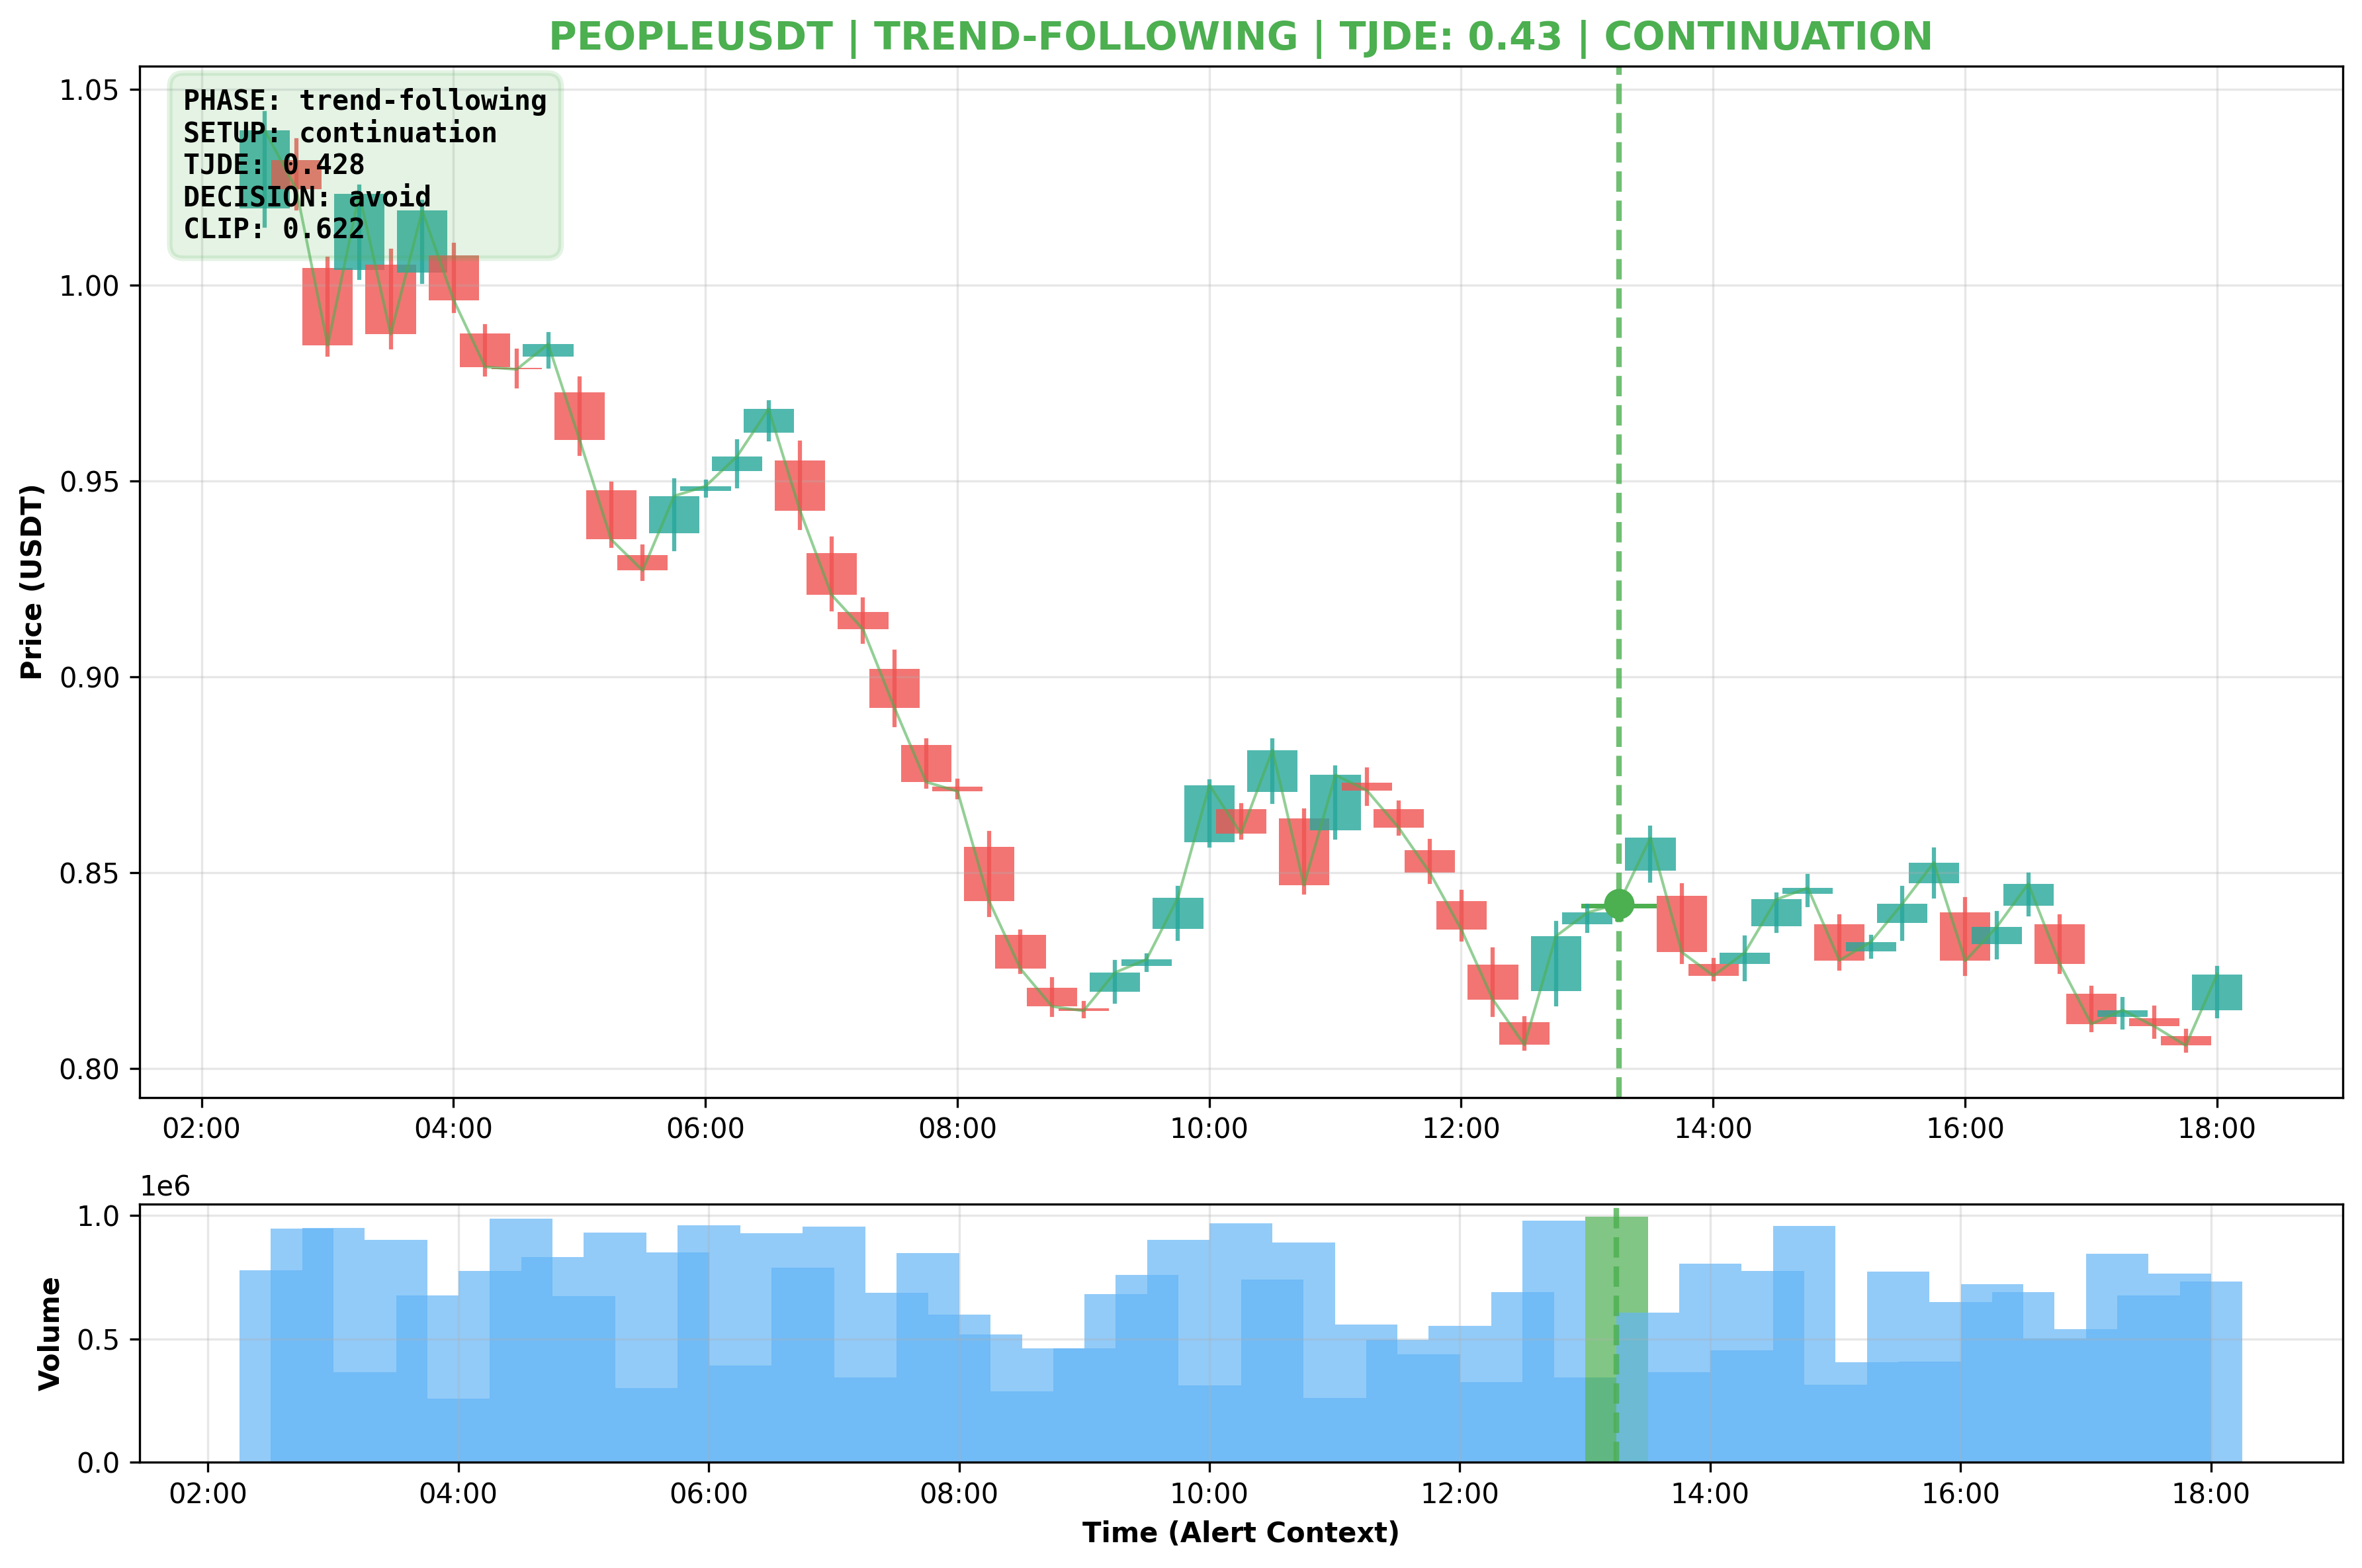 PEOPLEUSDT | TREND-FOLLOWING | TJDE: 0.43 | CONTINUATION
PHASE: trend-following
SETUP: continuation
TJDE: 0.428
DECISION: avoid
CLIP: 0.622
Price (USDT)
1.05
1.00
0.95
0.90
0.85
0.80
02:00 04:00 06:00 08:00 10:00 12:00 14:00 16:00 18:00
1e6
Volume
1.0
0.5
0.0
02:00 04:00 06:00 08:00 10:00 12:00 14:00 16:00 18:00
Time (Alert Context)